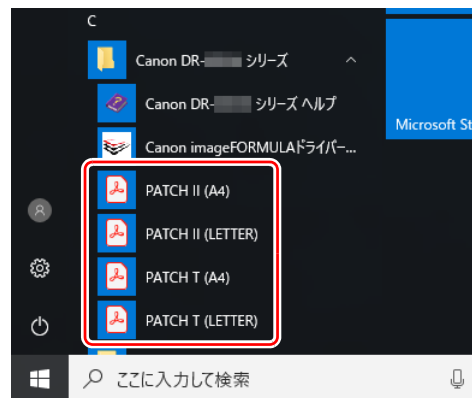 C
Canon DR- シリーズ
Canon DR- シリーズ ヘルプ
Microsoft St
Canon imageFORMULAドライバー...
PATCH II (A4)
PATCH II (LETTER)
PATCH T (A4)
PATCH T (LETTER)
ここに入力して検索